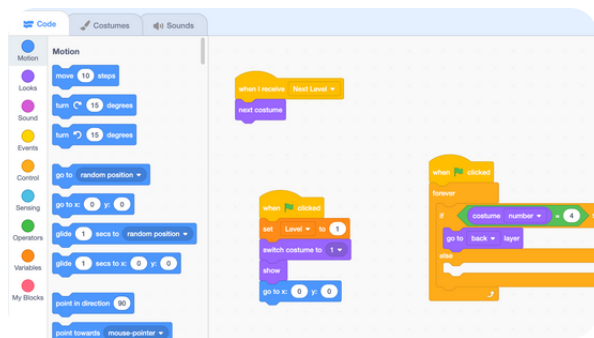 Code
Costumes
Sounds
Motion
Looks
Sound
Events
Control
Sensing
Operators
Variables
My Blocks
Motion
move 10 steps
turn 15 degrees
turn 15 degrees
go to random position
go to x: 0 y: 0
glide 1 secs to random position
glide 1 secs to x: 0 y: 0
point in direction 90
point towards mouse-pointer
when I receive Next Level
next costume
when clicked
set Level to 1
switch costume to 1
show
go to x: 0 y: 0
when clicked
forever
if costume number = 4
go to back layer
else